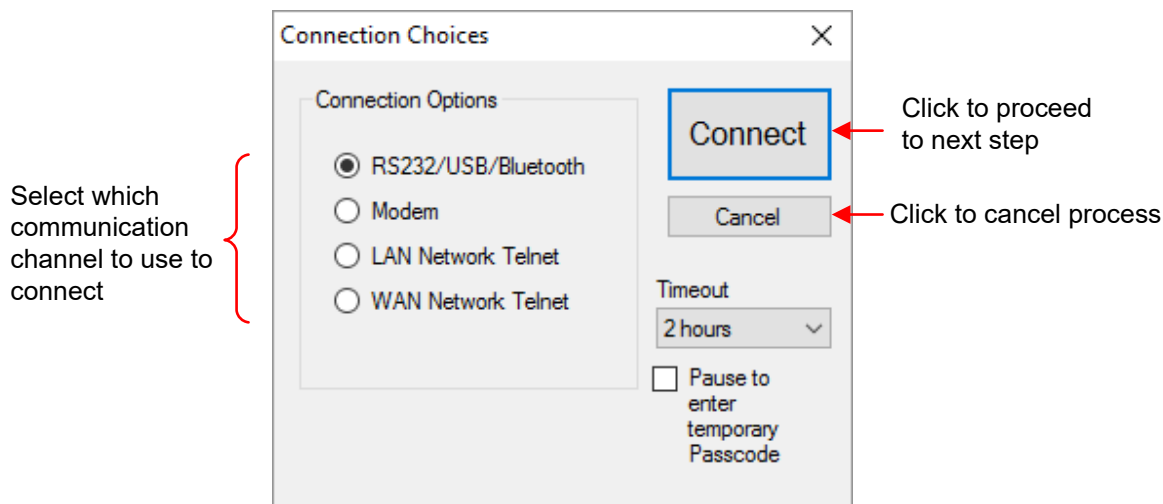 Connection Choices
Connection Options
RS232/USB/Bluetooth
Modem
LAN Network Telnet
WAN Network Telnet
Connect
Cancel
Timeout
2 hours
Pause to
enter
temporary
Passcode
Select which
communication
channel to use to
connect
Click to proceed
to next step
Click to cancel process